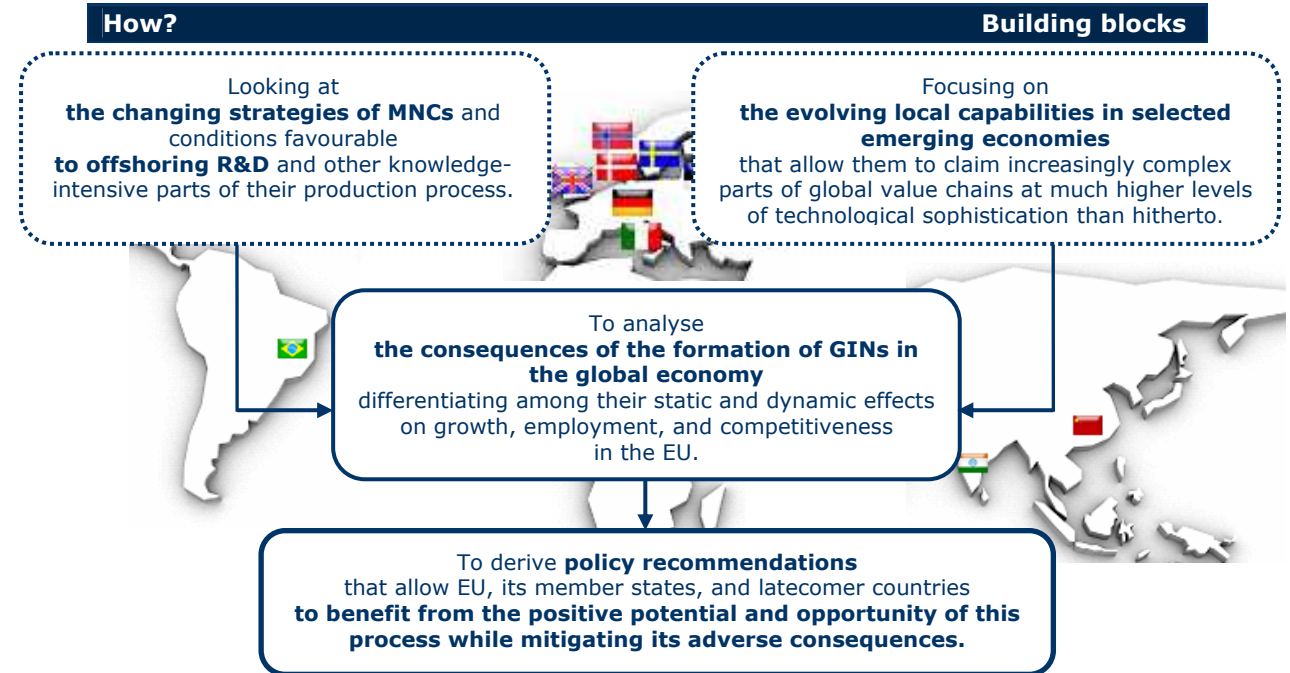 How?
Building blocks
Looking at
the changing strategies of MNCs and
conditions favourable
to offshoring R&D and other knowledge-
intensive parts of their production process.
Focusing on
the evolving local capabilities in selected
emerging economies
that allow them to claim increasingly complex
parts of global value chains at much higher levels
of technological sophistication than hitherto.
To analyse
the consequences of the formation of GINs in
the global economy
differentiating among their static and dynamic effects
on growth, employment, and competitiveness
in the EU.
To derive policy recommendations
that allow EU, its member states, and latecomer countries
to benefit from the positive potential and opportunity of this
process while mitigating its adverse consequences.